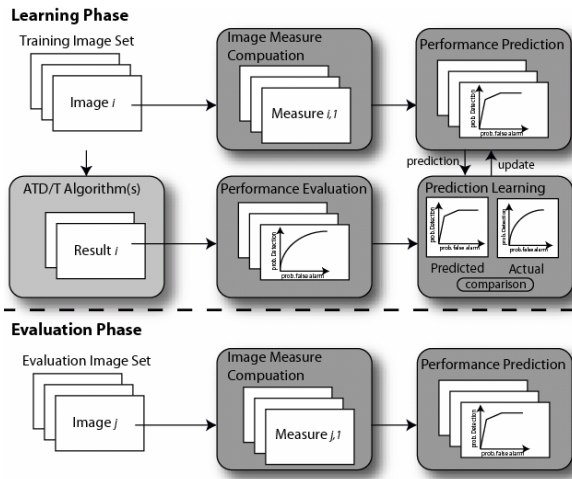 Learning Phase
Training Image Set
Image i
Image Measure
Compuation
Measure i,1
Performance Prediction
prob. Detection
prob. false alarm
prediction
update
ATD/T Algorithm(s)
Result i
Performance Evaluation
prob. Detection
prob. false alarm
Prediction Learning
prob. Detection
prob. false alarm
prob. Detecting
prob. false alarm
Predicted
Actual
comparison
Evaluation Phase
Evaluation Image Set
Image j
Image Measure
Compuation
Measure j,1
Performance Prediction
prob. Detection
prob. false alarm